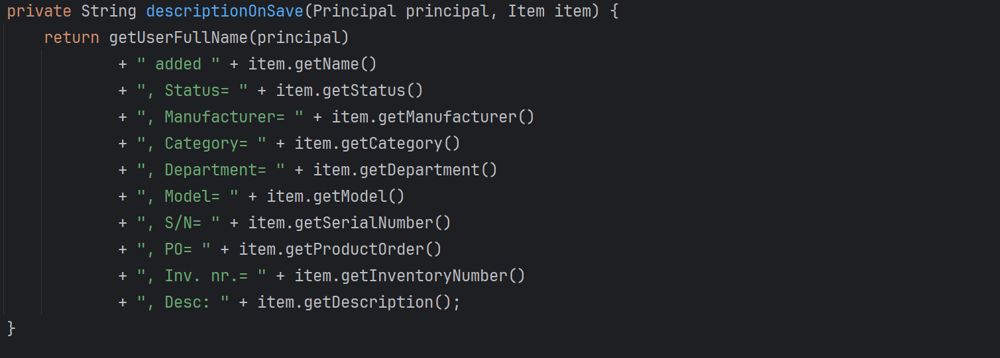 private String descriptionOnSave(Principal principal, Item item) {
    return getUserFullName(principal)
            + " added " + item.getName()
            + ", Status= " + item.getStatus()
            + ", Manufacturer= " + item.getManufacturer()
            + ", Category= " + item.getCategory()
            + ", Department= " + item.getDepartment()
            + ", Model= " + item.getModel()
            + ", S/N= " + item.getSerialNumber()
            + ", PO= " + item.getProductOrder()
            + ", Inv. nr.= " + item.getInventoryNumber()
            + ", Desc: " + item.getDescription();
}